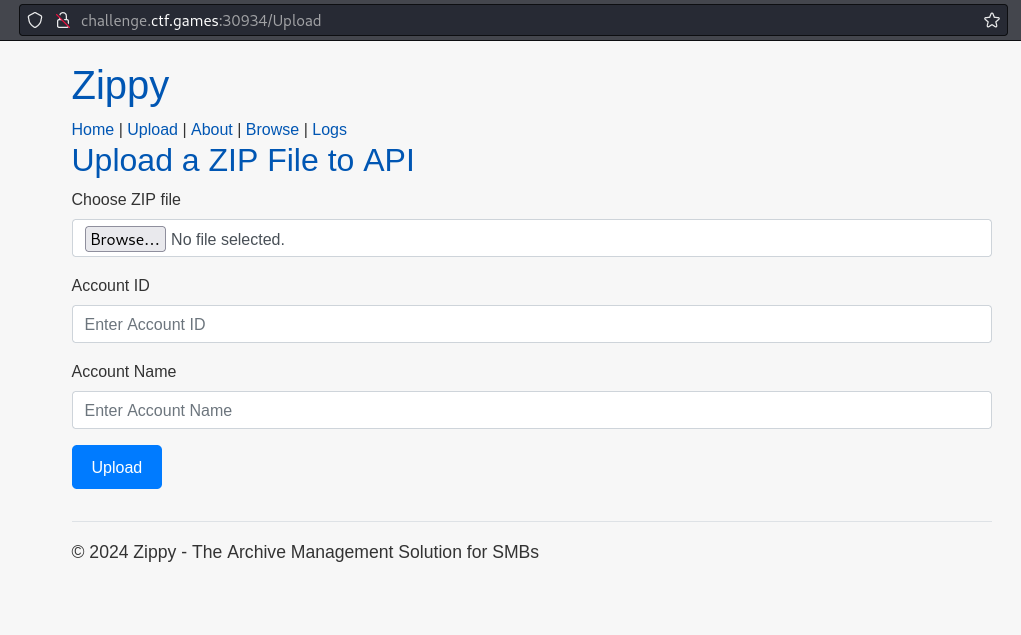 challenge.ctf.games:30934/Upload
Zippy
Home | Upload | About | Browse | Logs
Upload a ZIP File to API
Choose ZIP file
Browse... No file selected.
Account ID
Enter Account ID
Account Name
Enter Account Name
Upload
© 2024 Zippy - The Archive Management Solution for SMBs